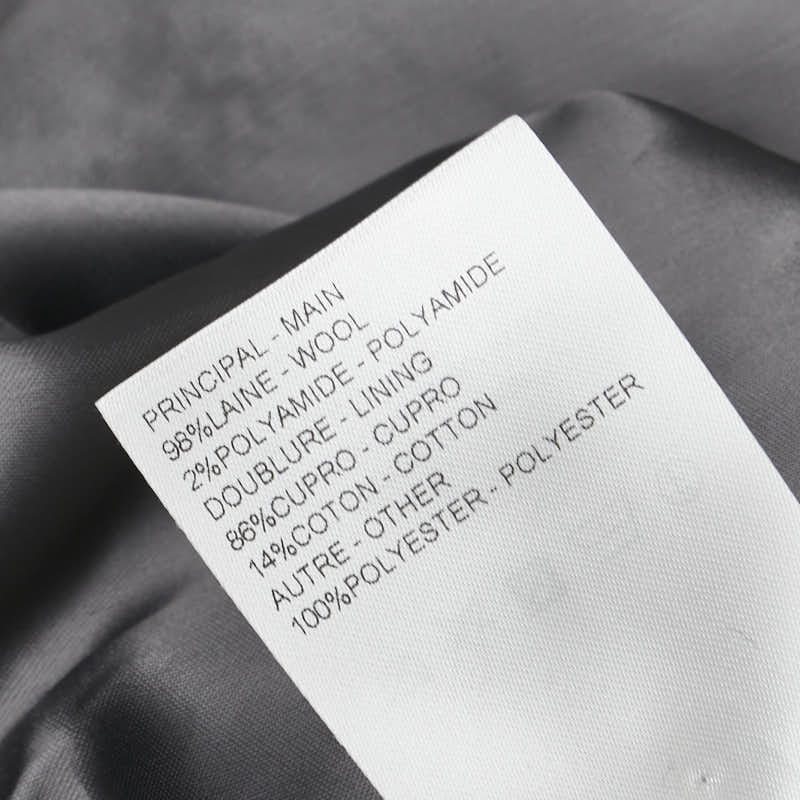 PRINCIPAL - MAIN
98%LAINE - WOOL
2%POLYAMIDE - POLYAMIDE
DOUBLURE - LINING
86%CUPRO - CUPRO
14%COTON - COTTON
AUTRE - OTHER
100%POLYESTER - POLYESTER